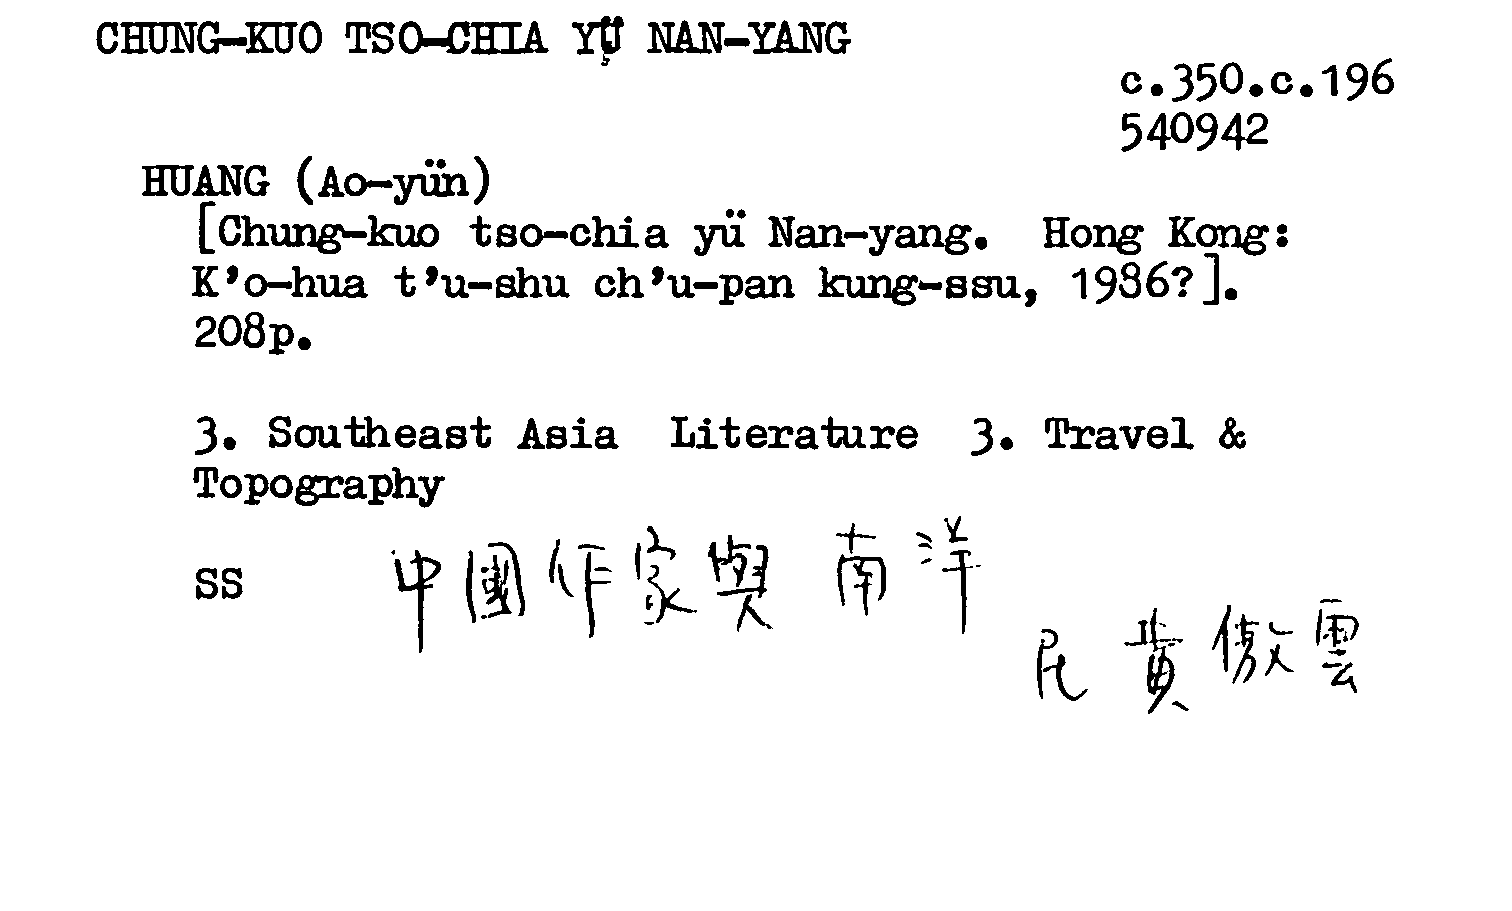 CHUNG-KUO TSO-CHIA YÜ NAN-YANG
c.350.c.196
540942
HUANG (Ao-yün)
[Chung-kuo tso-chia yü Nan-yang. Hong Kong:
K'o-hua t'u-shu ch'u-pan kung-ssu, 1986?].
208p.
3. Southeast Asia Literature 3. Travel &
Topography
SS 中國作家與南洋
民 黄傲雲